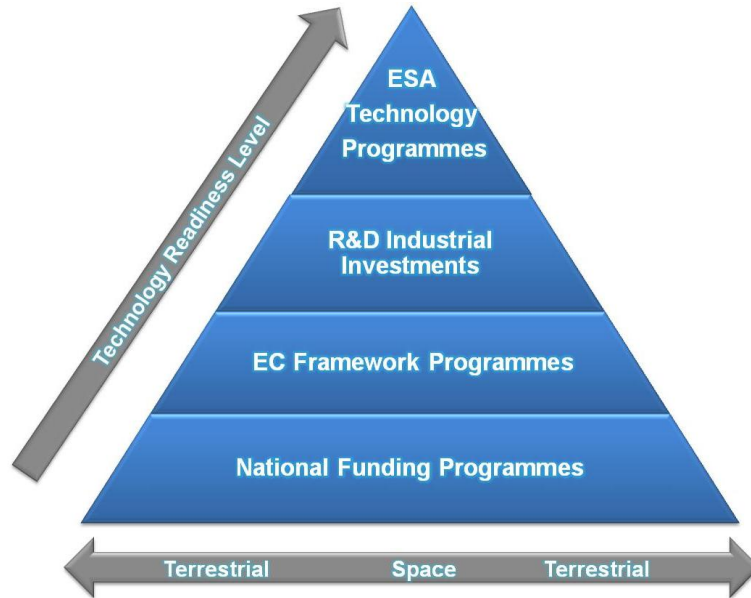 ESA
Technology
Programmes
Technology Readiness Level
R&D Industrial
Investments
EC Framework Programmes
National Funding Programmes
Terrestrial Space Terrestrial